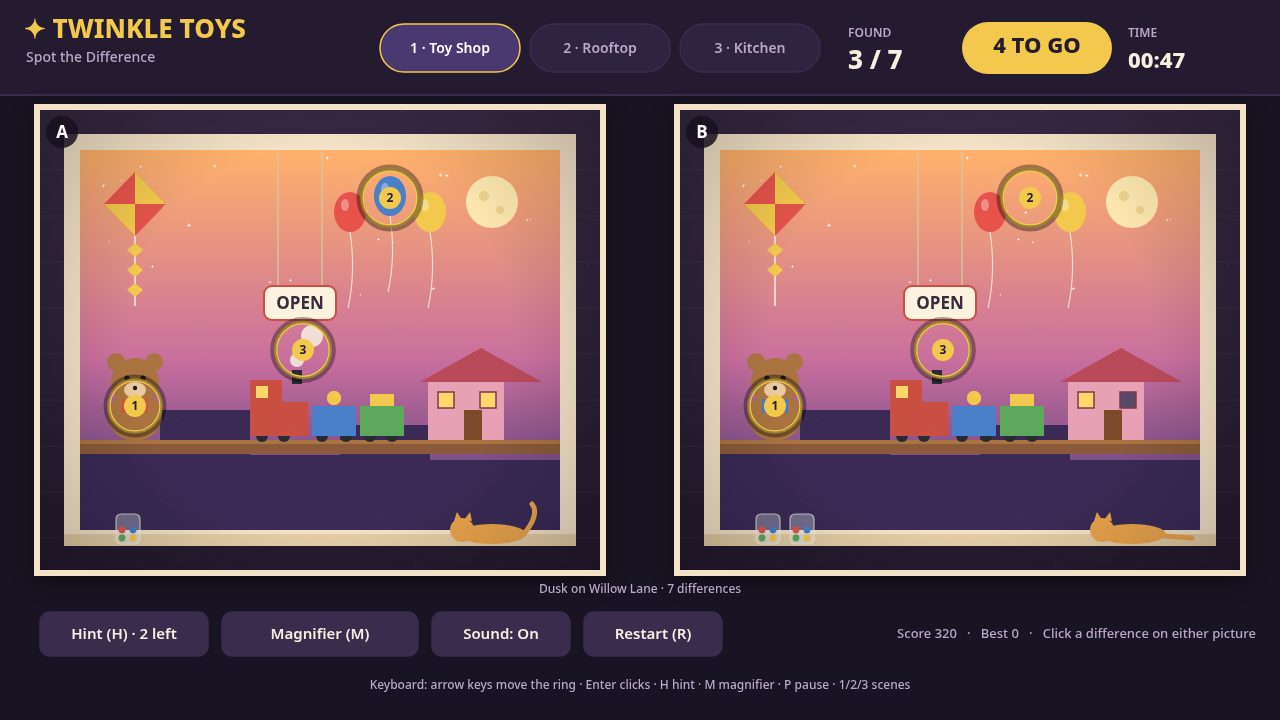 ✦ TWINKLE TOYS
Spot the Difference
1 · Toy Shop
2 · Rooftop
3 · Kitchen
FOUND
3 / 7
4 TO GO
TIME
00:47
A
2
OPEN
3
1
B
2
OPEN
3
1
Dusk on Willow Lane · 7 differences
Hint (H) · 2 left
Magnifier (M)
Sound: On
Restart (R)
Score 320 · Best 0 · Click a difference on either picture
Keyboard: arrow keys move the ring · Enter clicks · H hint · M magnifier · P pause · 1/2/3 scenes